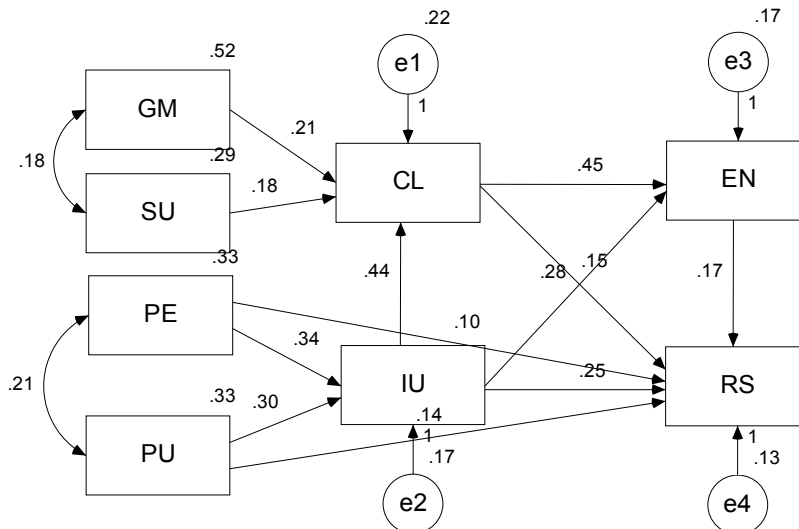 .22
.17
.52
e1
e3
1
1
GM
.21
.29
.18
CL
.45
EN
SU
.18
.33
.44
.28
.15
.17
PE
.10
.34
.21
IU
.25
RS
.33
.30
.14
PU
1
.17
1
.13
e2
e4